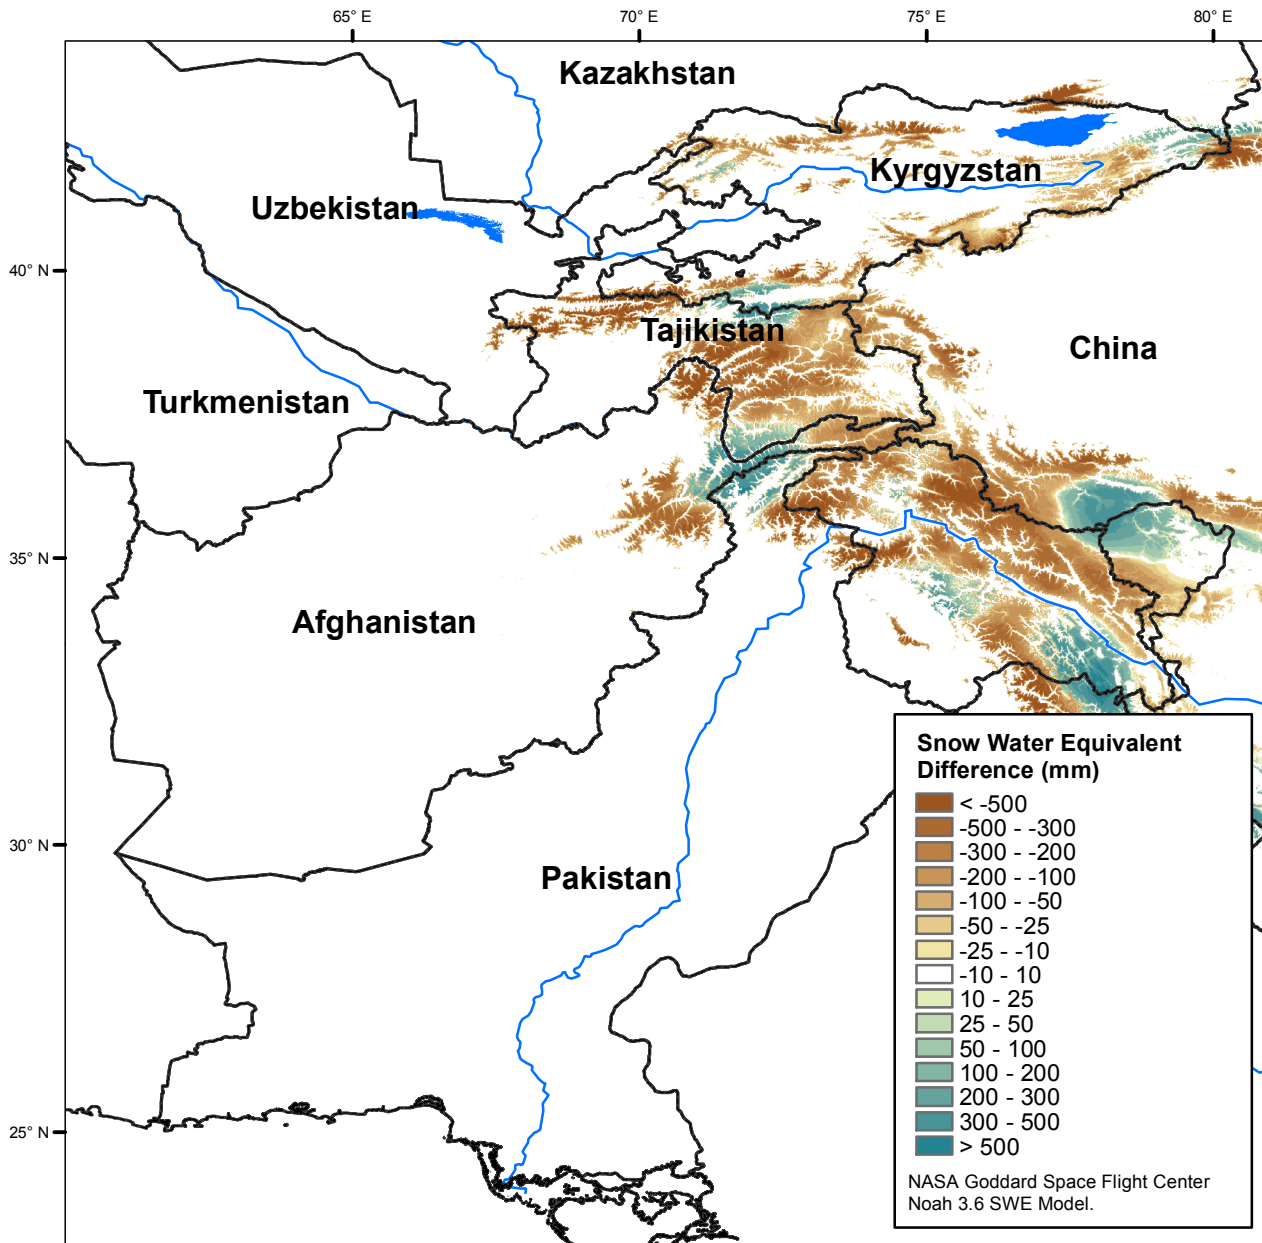 65° E
70° E
75° E
80° E
Kazakhstan
Kyrgyzstan
Uzbekistan
40° N
Tajikistan
China
Turkmenistan
35° N
Afghanistan
30° N
Pakistan
25° N
Snow Water Equivalent
Difference (mm)
< -500
-500 - -300
-300 - -200
-200 - -100
-100 - -50
-50 - -25
-25 - -10
-10 - 10
10 - 25
25 - 50
50 - 100
100 - 200
200 - 300
300 - 500
> 500
NASA Goddard Space Flight Center
Noah 3.6 SWE Model.